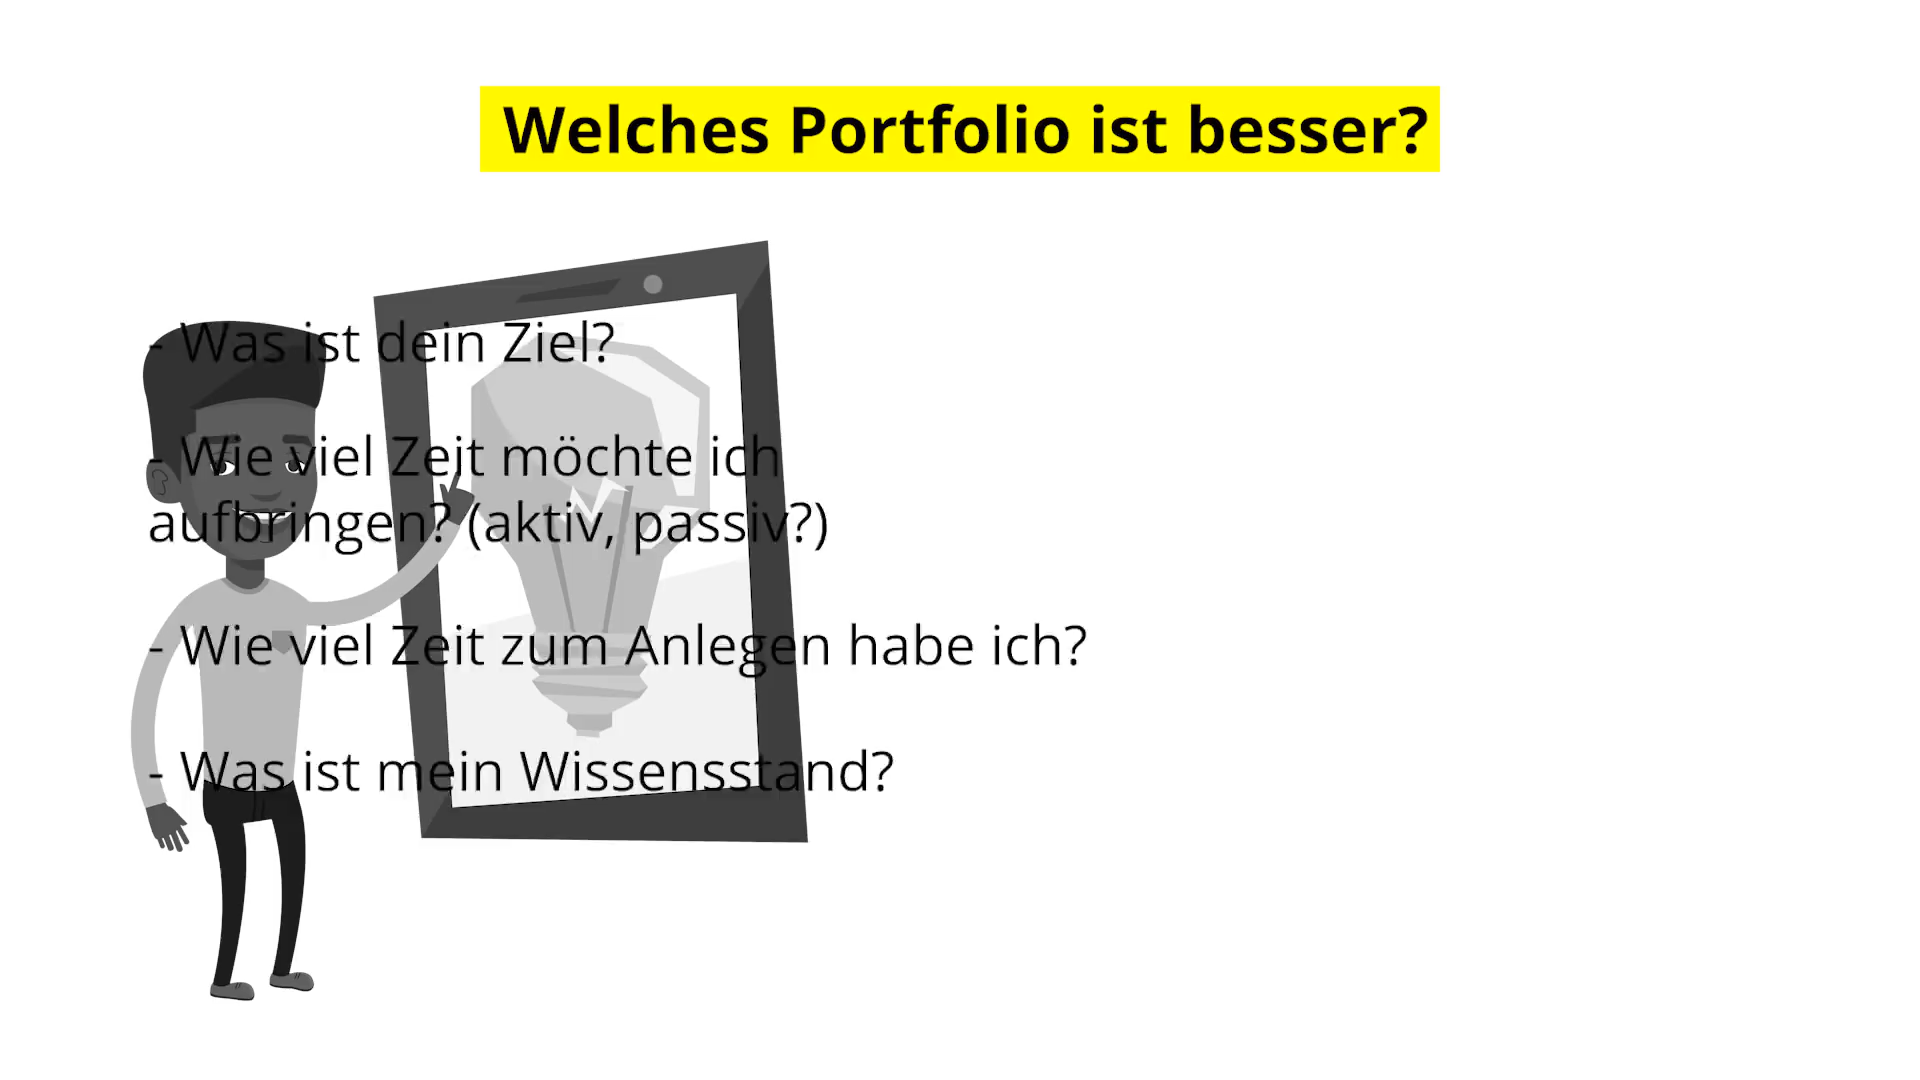 Welches Portfolio ist besser?
- Was ist dein Ziel?
- Wie viel Zeit möchte ich
aufbringen? (aktiv, passiv?)
- Wie viel Zeit zum Anlegen habe ich?
- Was ist mein Wissensstand?